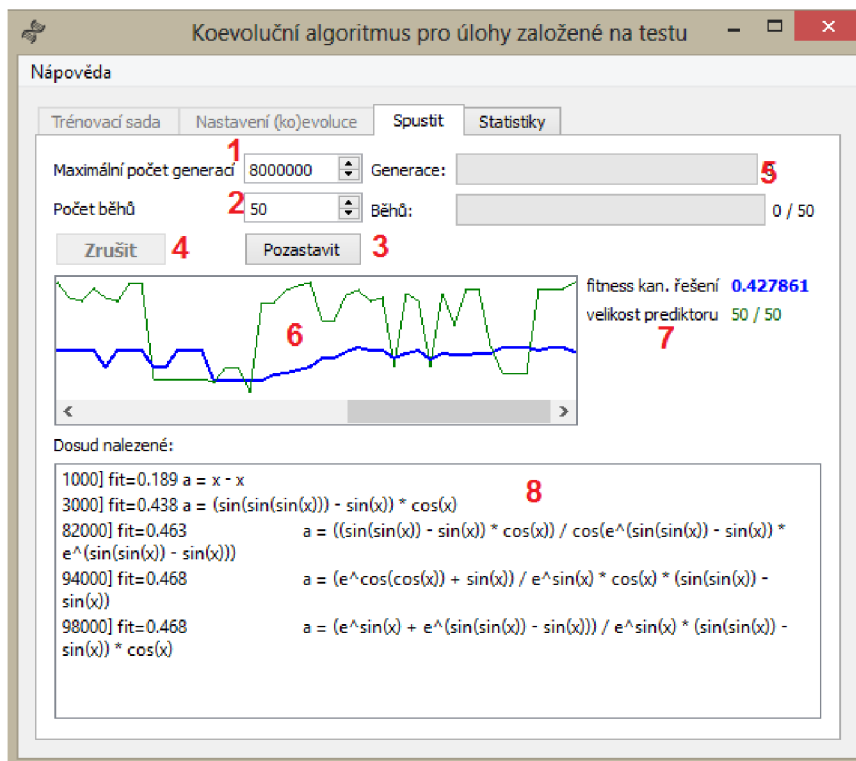 Koevoluční algoritmus pro úlohy založené na testu
Nápověda
Trénovací sada Nastavení (ko)evoluce Spustit Statistiky
1
Maximální počet generací 8000000 Generace: 5
Počet běhů 2 50 Běhů: 0 / 50
Zrušit 4 Pozastavit 3
fitness kan. řešení 0.427861
velikost prediktoru 50 / 50
6 7
Dosud nalezené:
8
1000] fit=0.189 a = x - x
3000] fit=0.438 a = (sin(sin(sin(x))) - sin(x)) * cos(x)
82000] fit=0.463 a = ((sin(sin(x)) - sin(x)) * cos(x)) / cos(e^(sin(sin(x)) - sin(x)) *
e^(sin(sin(x)) - sin(x)))
94000] fit=0.468 a = (e^cos(cos(x)) + sin(x)) / e^sin(x) * cos(x) * (sin(sin(x)) -
sin(x))
98000] fit=0.468 a = (e^sin(x) + e^(sin(sin(x)) - sin(x))) / e^sin(x) * (sin(sin(x)) -
sin(x)) * cos(x)